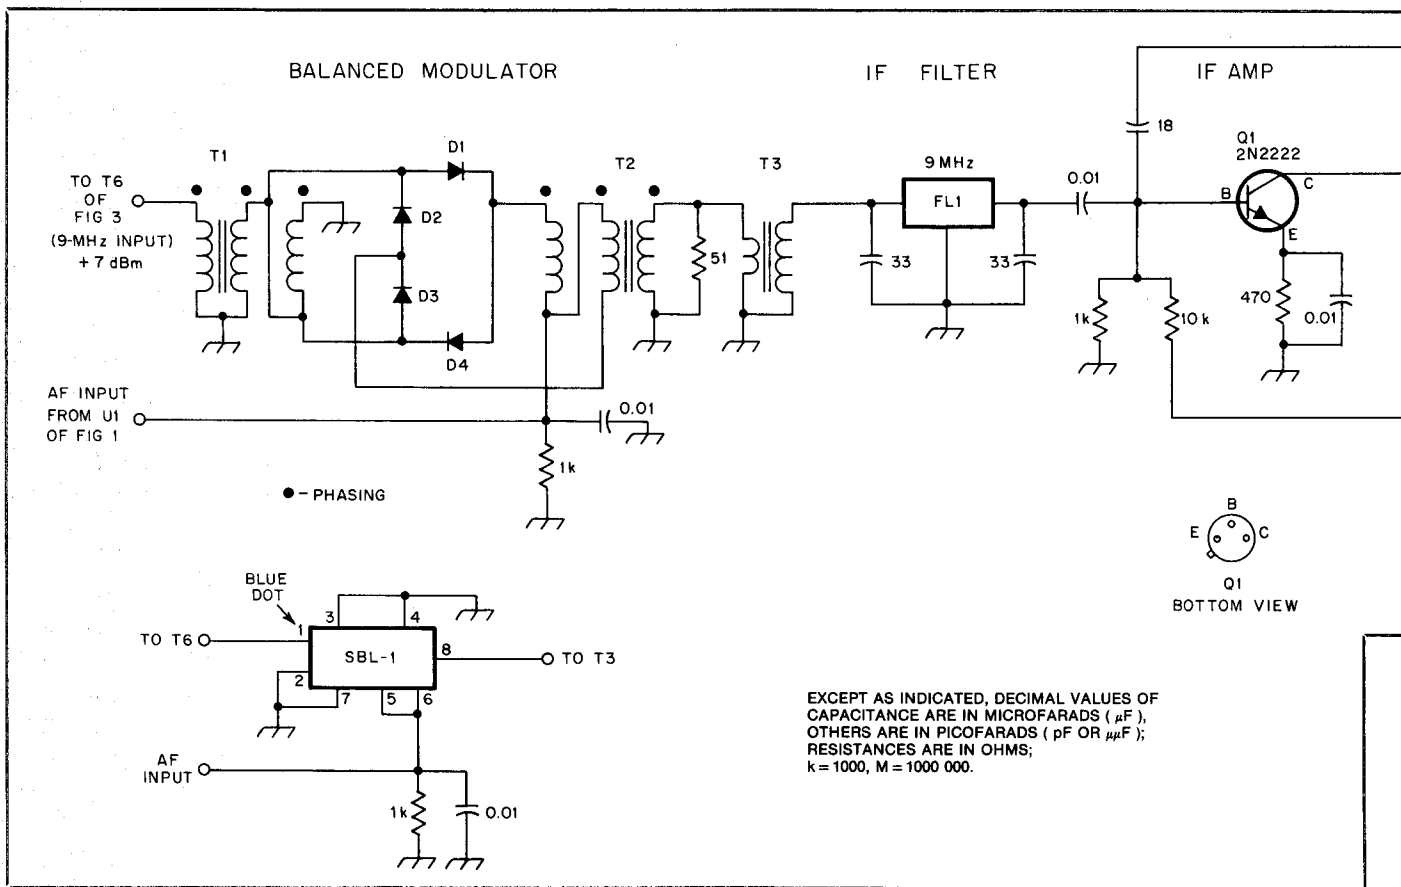 BALANCED MODULATOR
IF FILTER
IF AMP
T1
D1
T2
T3
9 MHz
0.01
18
Q1
2N2222
TO T6
OF
FIG 3
(9-MHz INPUT)
+7 dBm
D2
D3
D4
51
33
FL1
33
B
C
E
1k
10 k
470
0.01
AF INPUT
FROM U1
OF FIG 1
0.01
1k
●-PHASING
B
E
C
Q1
BOTTOM VIEW
BLUE
DOT
3
4
1
TO T6
SBL-1
8
TO T3
2
7
5
6
AF
INPUT
1k
0.01
EXCEPT AS INDICATED, DECIMAL VALUES OF
CAPACITANCE ARE IN MICROFARADS ( μF ),
OTHERS ARE IN PICOFARADS ( pF OR μμF );
RESISTANCES ARE IN OHMS;
k = 1000, M = 1000 000.